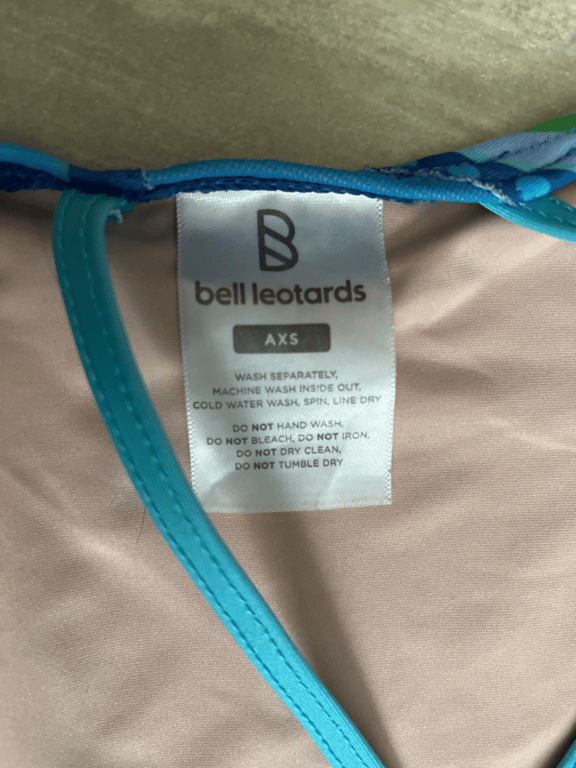 B
bell leotards
AXS
WASH SEPARATELY,
MACHINE WASH INSIDE OUT,
COLD WATER WASH, SPIN, LINE DRY
DO NOT HAND WASH,
DO NOT BLEACH, DO NOT IRON,
DO NOT DRY CLEAN,
DO NOT TUMBLE DRY